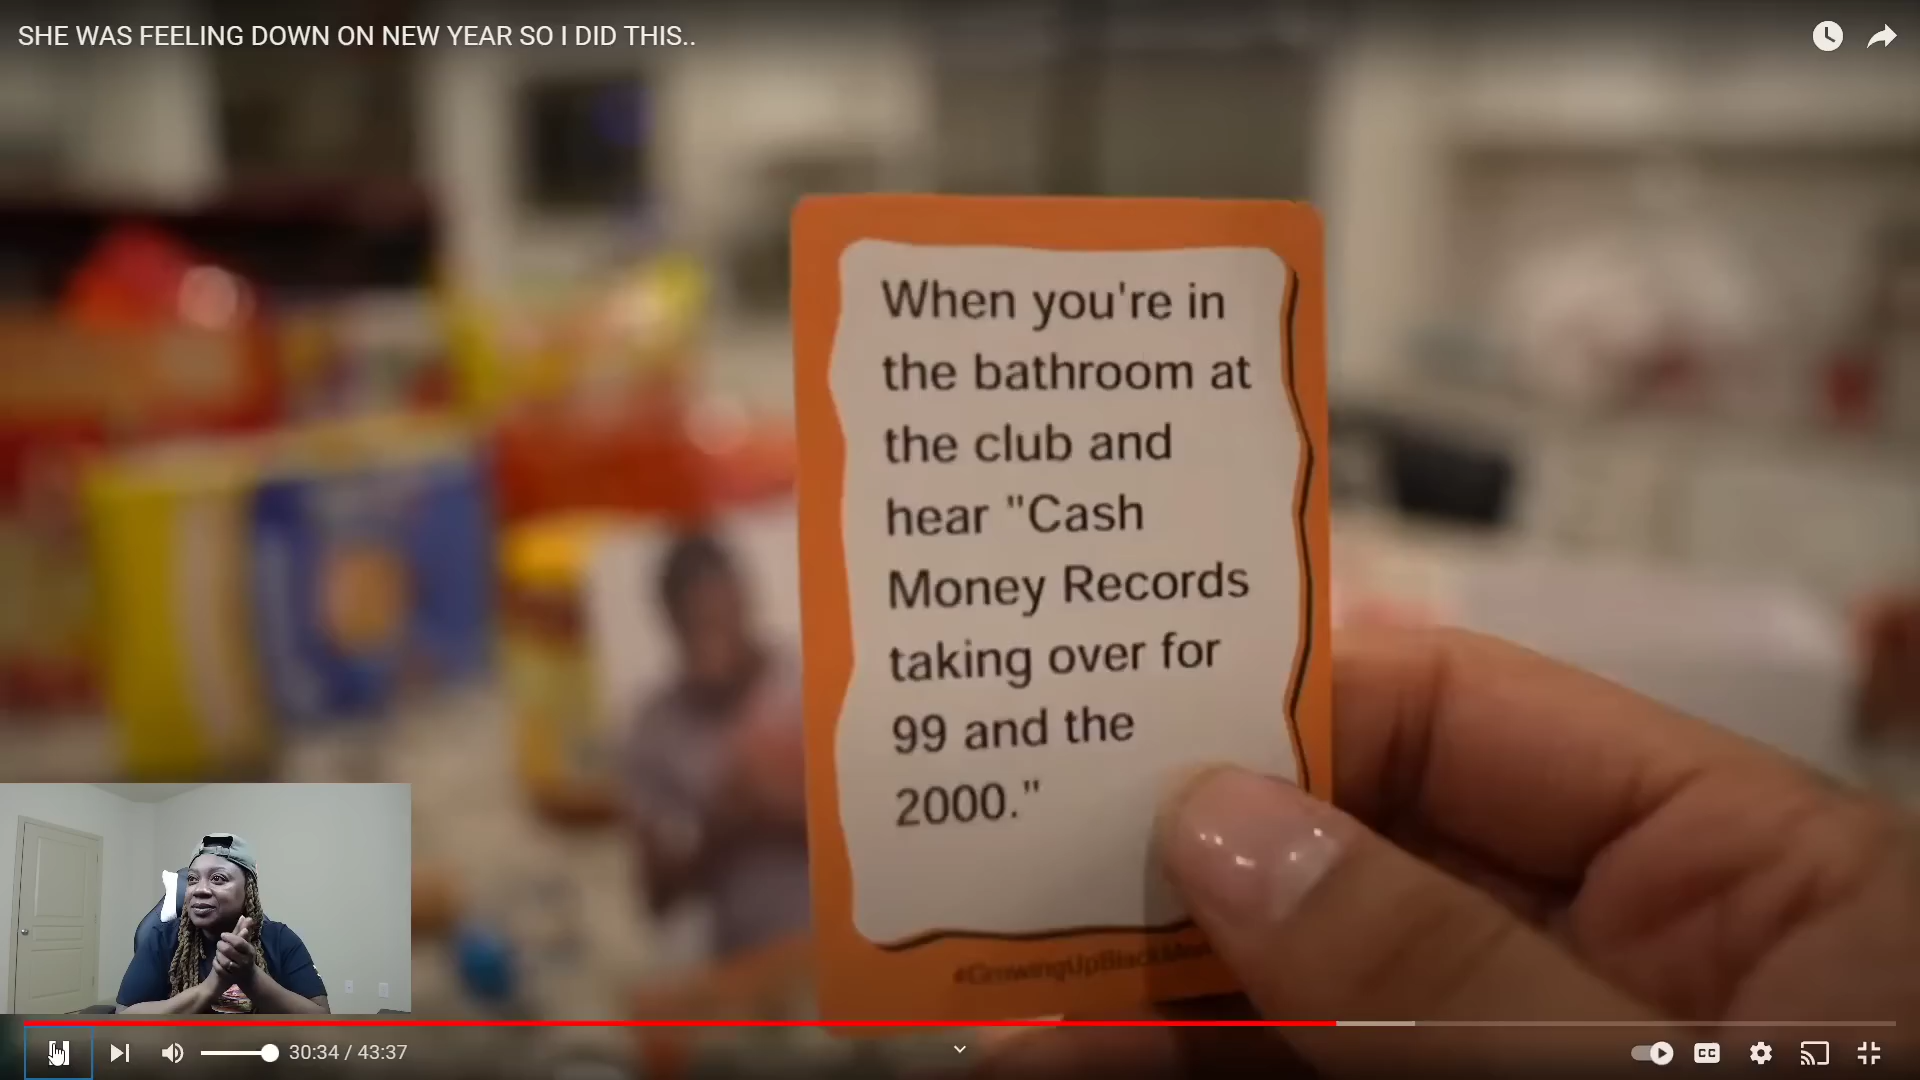 SHE WAS FEELING DOWN ON NEW YEAR SO I DID THIS..
When you're in
the bathroom at
the club and
hear "Cash
Money Records
taking over for
99 and the
2000."
30:34 / 43:37
CC